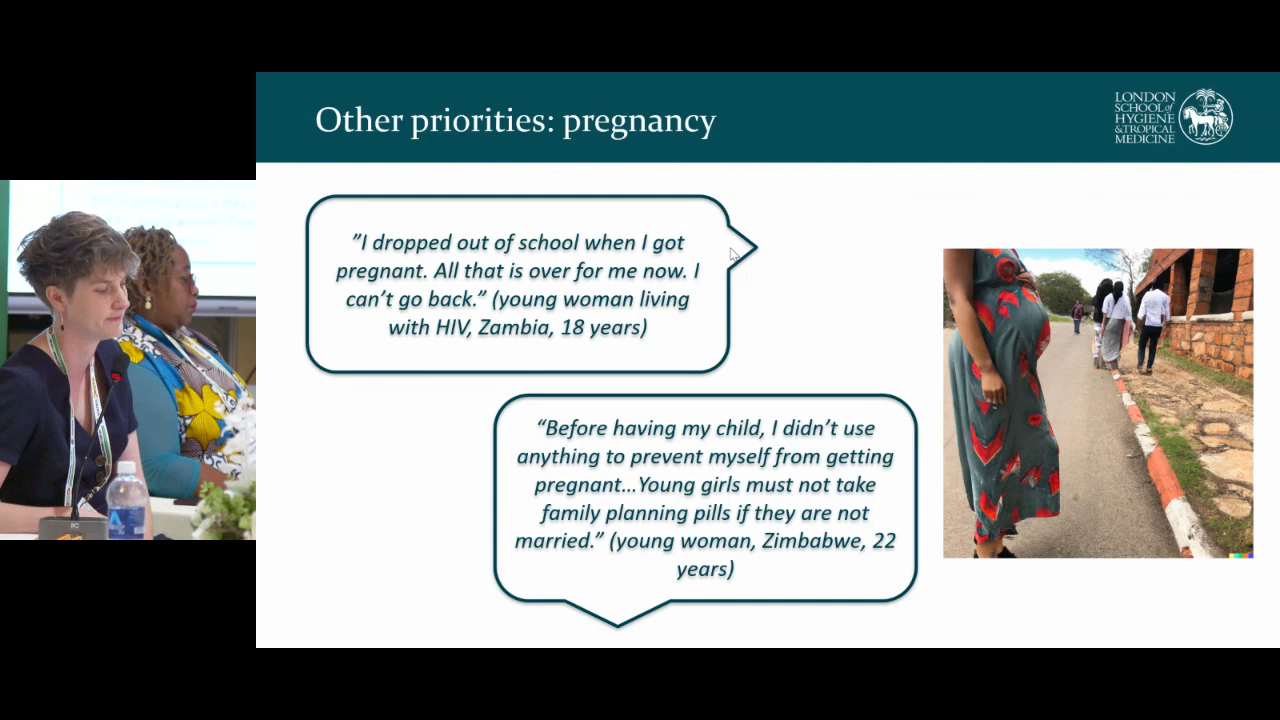 Other priorities: pregnancy
LONDON
SCHOOL of
HYGIENE
& TROPICAL
MEDICINE
”I dropped out of school when I got
pregnant. All that is over for me now. I
can’t go back.” (young woman living
with HIV, Zambia, 18 years)
“Before having my child, I didn’t use
anything to prevent myself from getting
pregnant…Young girls must not take
family planning pills if they are not
married.” (young woman, Zimbabwe, 22
years)